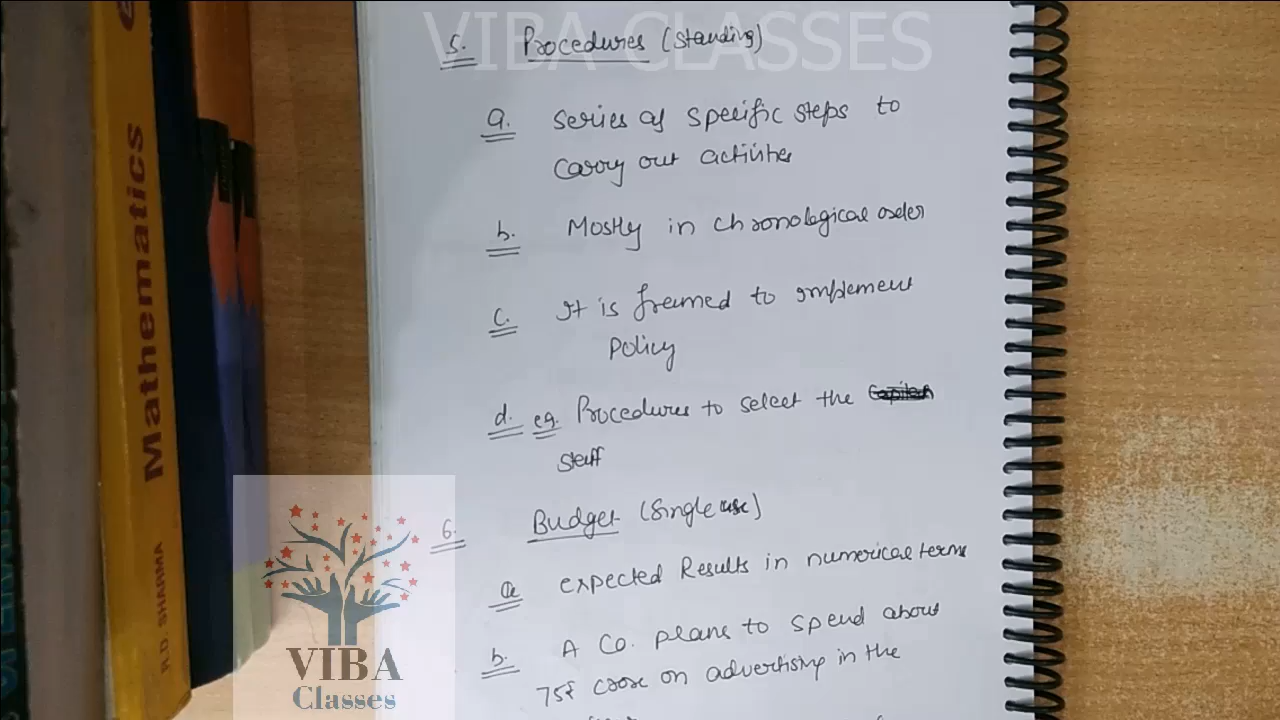 VIBA CLASSES
5. Procedures (Standing)
a. Series of specific steps to
carry out activities
b. Mostly in chronological order
c. It is framed to implement
Policy
d. eg. Procedures to select the
staff
6. Budget (Single use)
a. expected Results in numerical terms
b. A Co. plans to spend about
75₹ crore on advertising in the
Mathematics
R.D. SHARMA
VIBA
Classes